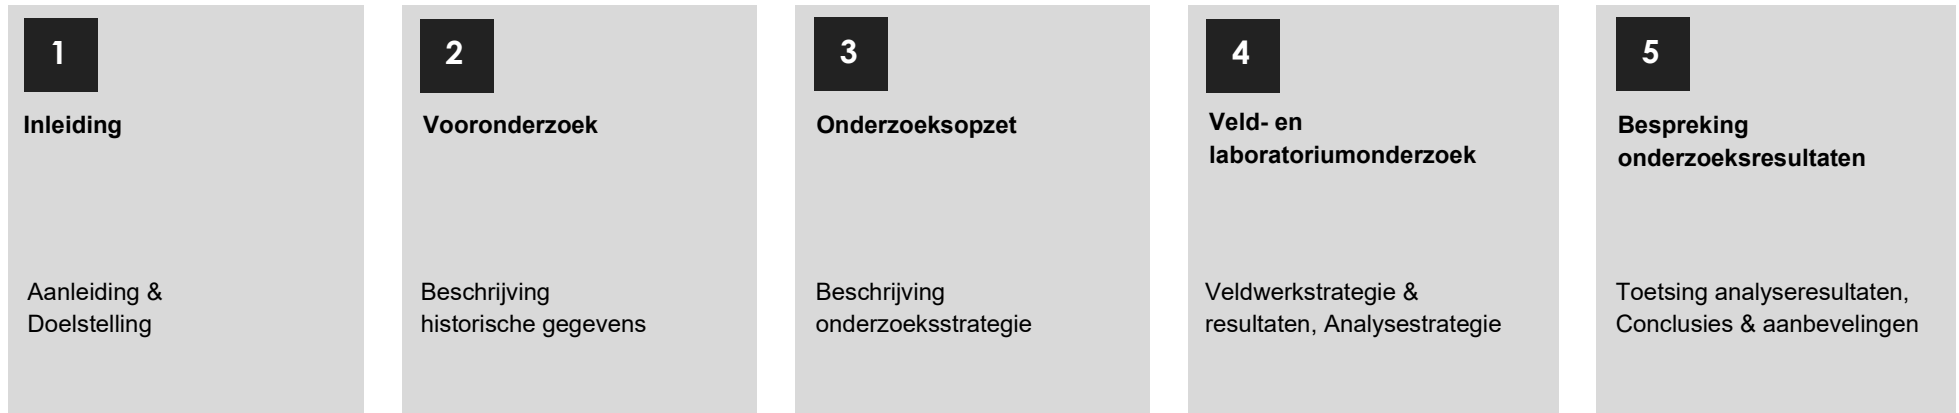 1
Inleiding
Aanleiding &
Doelstelling
2
Vooronderzoek
Beschrijving
historische gegevens
3
Onderzoeksopzet
Beschrijving
onderzoeksstrategie
4
Veld- en
laboratoriumonderzoek
Veldwerkstrategie &
resultaten, Analysestrategie
5
Bespreking
onderzoeksresultaten
Toetsing analyseresultaten,
Conclusies & aanbevelingen